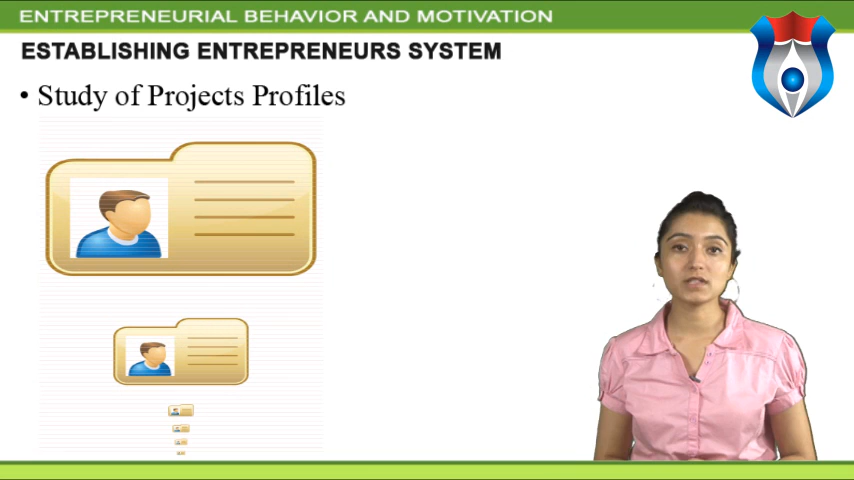 ENTREPRENEURIAL BEHAVIOR AND MOTIVATION
ESTABLISHING ENTREPRENEURS SYSTEM
• Study of Projects Profiles